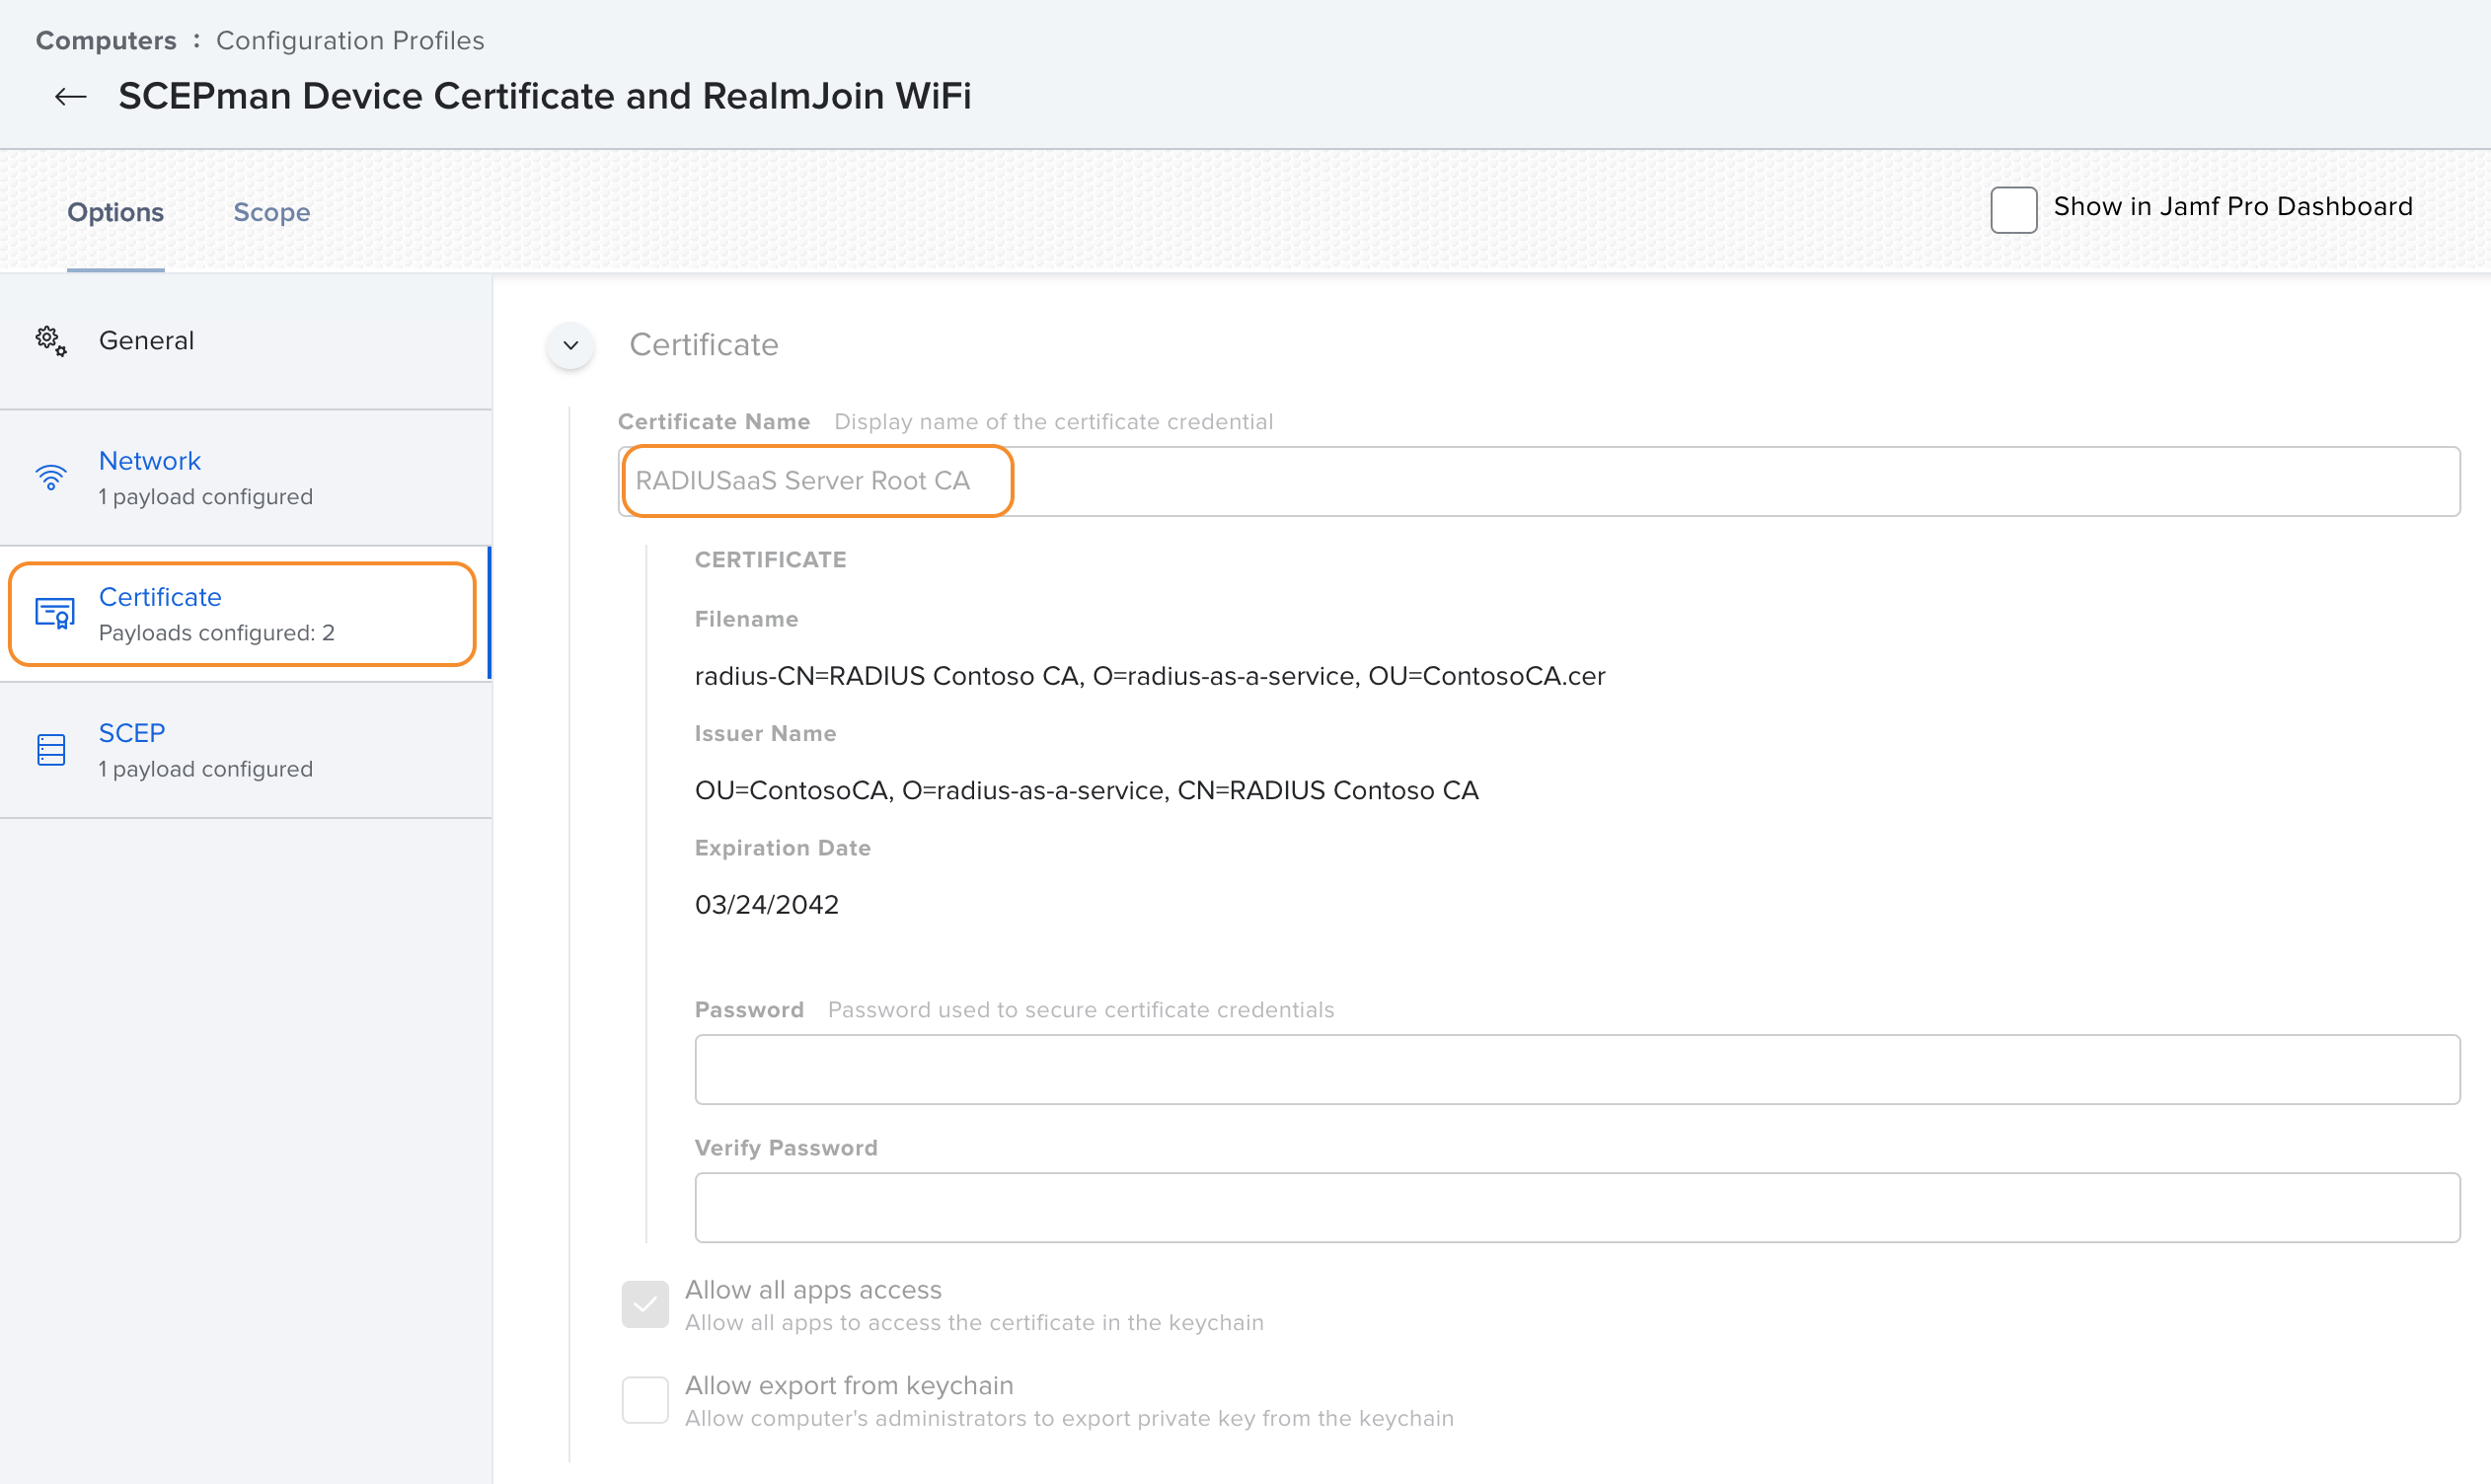 Computers : Configuration Profiles
← SCEPman Device Certificate and RealmJoin WiFi
Options Scope
Show in Jamf Pro Dashboard
General
Network
1 payload configured
Certificate
Payloads configured: 2
SCEP
1 payload configured
Certificate
Certificate Name Display name of the certificate credential
RADIUSaaS Server Root CA
CERTIFICATE
Filename
radius-CN=RADIUS Contoso CA, O=radius-as-a-service, OU=ContosoCA.cer
Issuer Name
OU=ContosoCA, O=radius-as-a-service, CN=RADIUS Contoso CA
Expiration Date
03/24/2042
Password Password used to secure certificate credentials
Verify Password
Allow all apps access
Allow all apps to access the certificate in the keychain
Allow export from keychain
Allow computer's administrators to export private key from the keychain